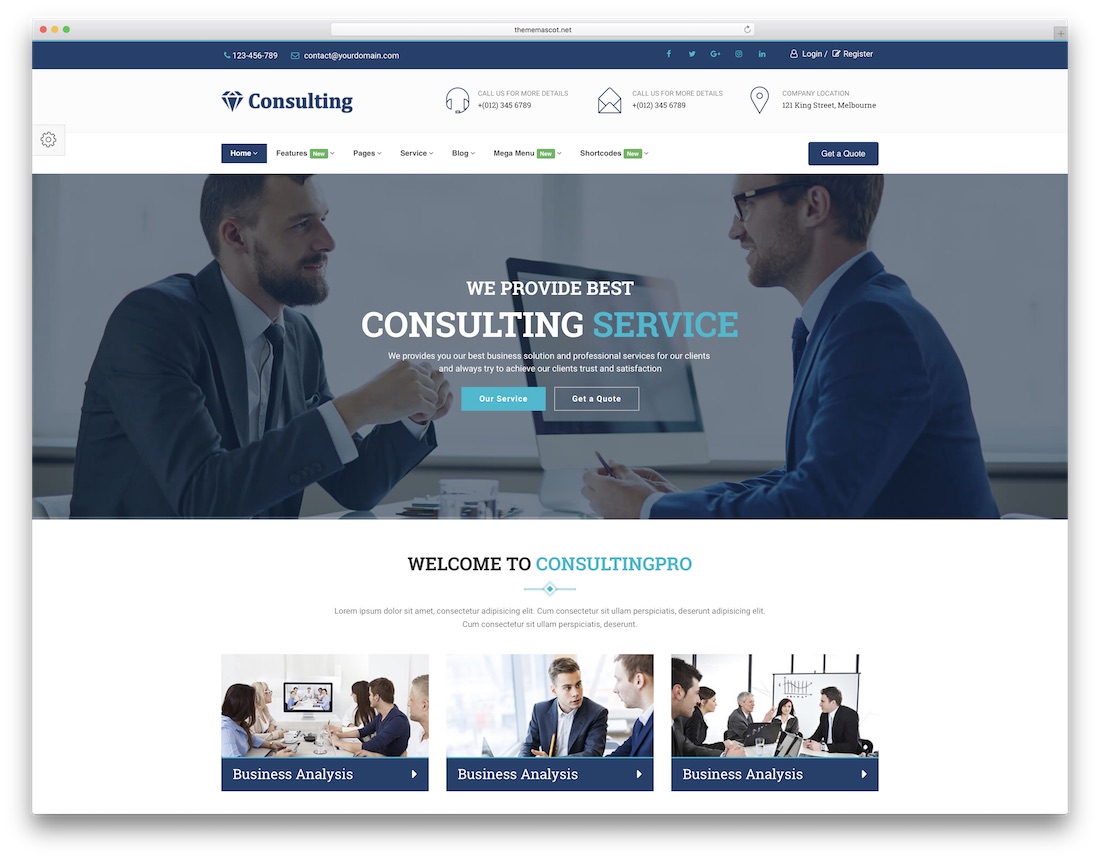 thememascot.net
123-456-789 contact@yourdomain.com Login / Register
Consulting
CALL US FOR MORE DETAILS
+(012) 345 6789
CALL US FOR MORE DETAILS
+(012) 345 6789
COMPANY LOCATION
121 King Street, Melbourne
Home Features New Pages Service Blog Mega Menu New Shortcodes New Get a Quote
WE PROVIDE BEST
CONSULTING SERVICE
We provides you our best business solution and professional services for our clients
and always try to achieve our clients trust and satisfaction
Our Service Get a Quote
WELCOME TO CONSULTINGPRO
Lorem ipsum dolor sit amet, consectetur adipisicing elit. Cum consectetur sit ullam perspiciatis, deserunt adipisicing elit.
Cum consectetur sit ullam perspiciatis, deserunt.
Business Analysis Business Analysis Business Analysis